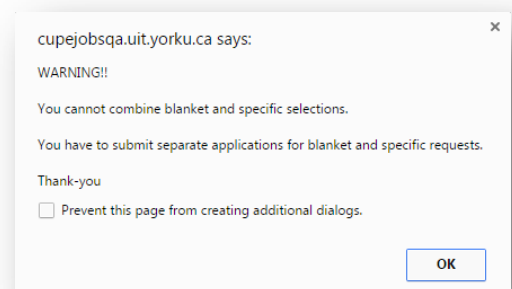 cupejobsqa.uit.yorku.ca says:
WARNING!!
You cannot combine blanket and specific selections.
You have to submit separate applications for blanket and specific requests.
Thank-you
Prevent this page from creating additional dialogs.
OK